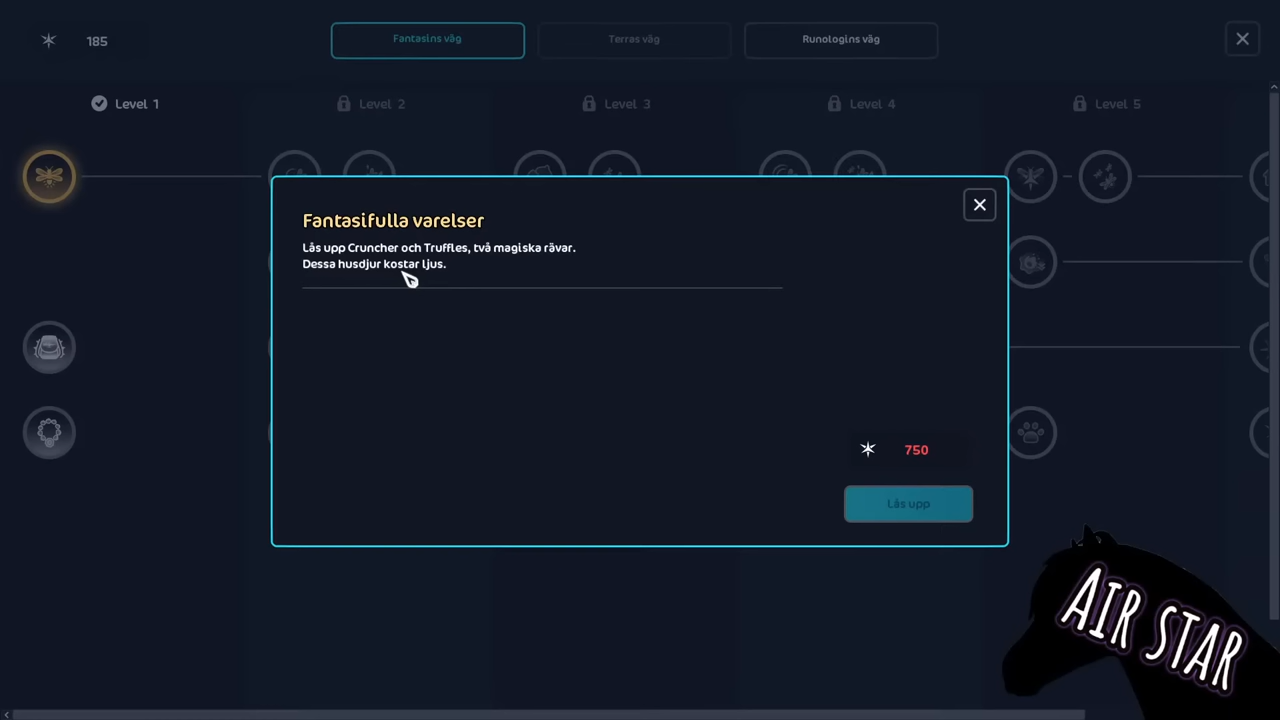 185
Fantasins väg
Terras väg
Runologins väg
Level 1
Level 2
Level 3
Level 4
Level 5
Fantasifulla varelser
Lås upp Cruncher och Truffles, två magiska rävar.
Dessa husdjur kostar ljus.
750
Lås upp
AIR STAR